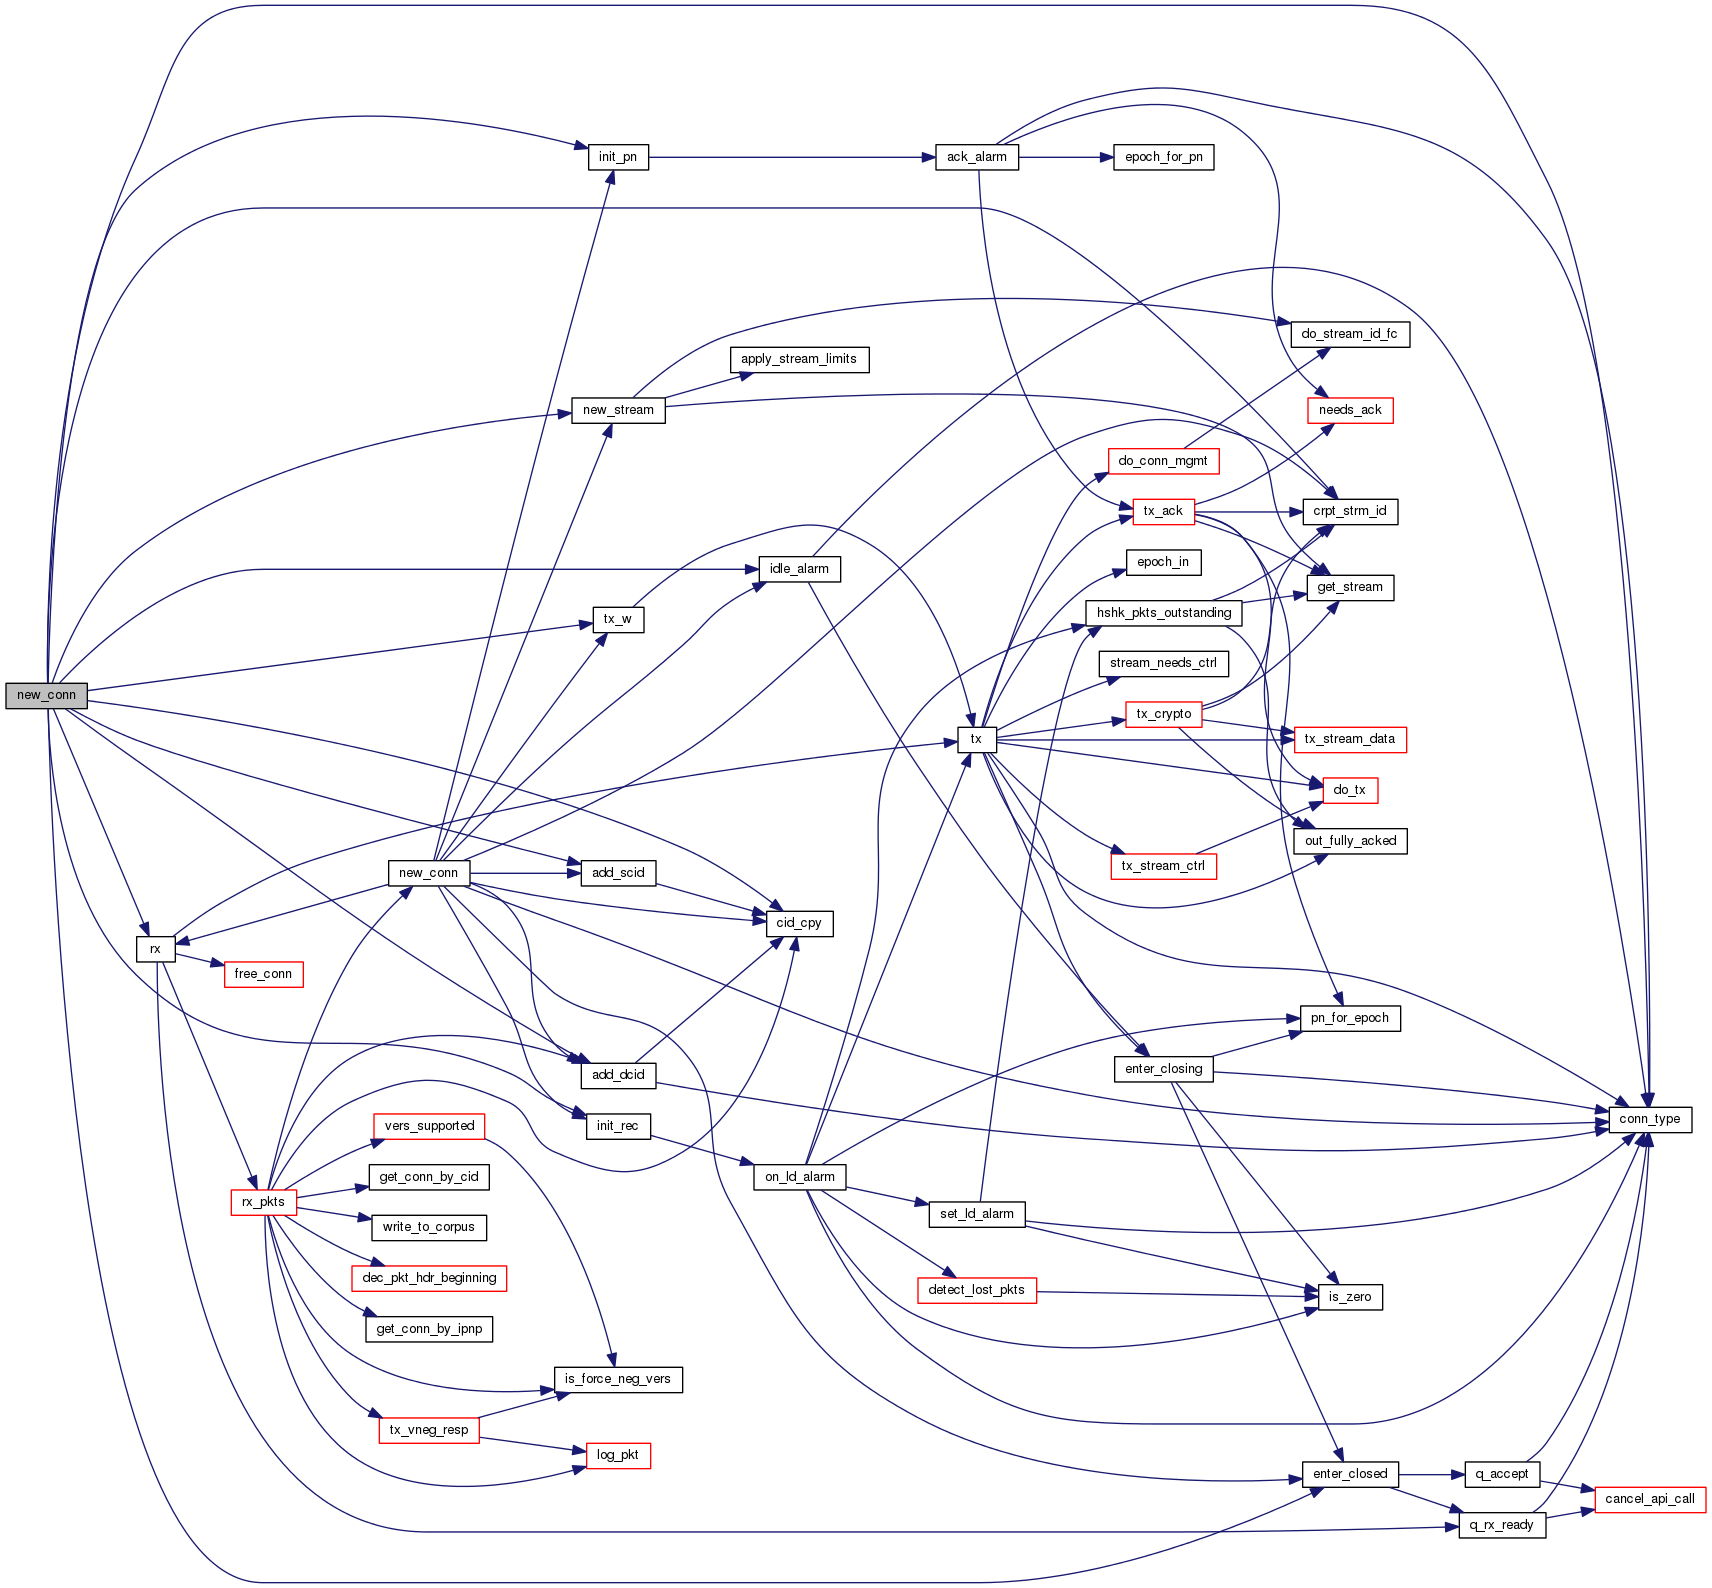 new_conn
rx
free_conn
rx_pkts
new_conn
vers_supported
get_conn_by_cid
write_to_corpus
dec_pkt_hdr_beginning
get_conn_by_ipnp
tx_vneg_resp
init_pn
new_stream
tx_w
add_scid
add_dcid
init_rec
is_force_neg_vers
log_pkt
apply_stream_limits
idle_alarm
cid_cpy
on_ld_alarm
ack_alarm
tx
set_ld_alarm
detect_lost_pkts
epoch_for_pn
do_conn_mgmt
tx_ack
epoch_in
hshk_pkts_outstanding
stream_needs_ctrl
tx_crypto
tx_stream_ctrl
enter_closing
do_stream_id_fc
needs_ack
crpt_strm_id
get_stream
tx_stream_data
do_tx
out_fully_acked
pn_for_epoch
is_zero
enter_closed
q_accept
q_rx_ready
conn_type
cancel_api_call